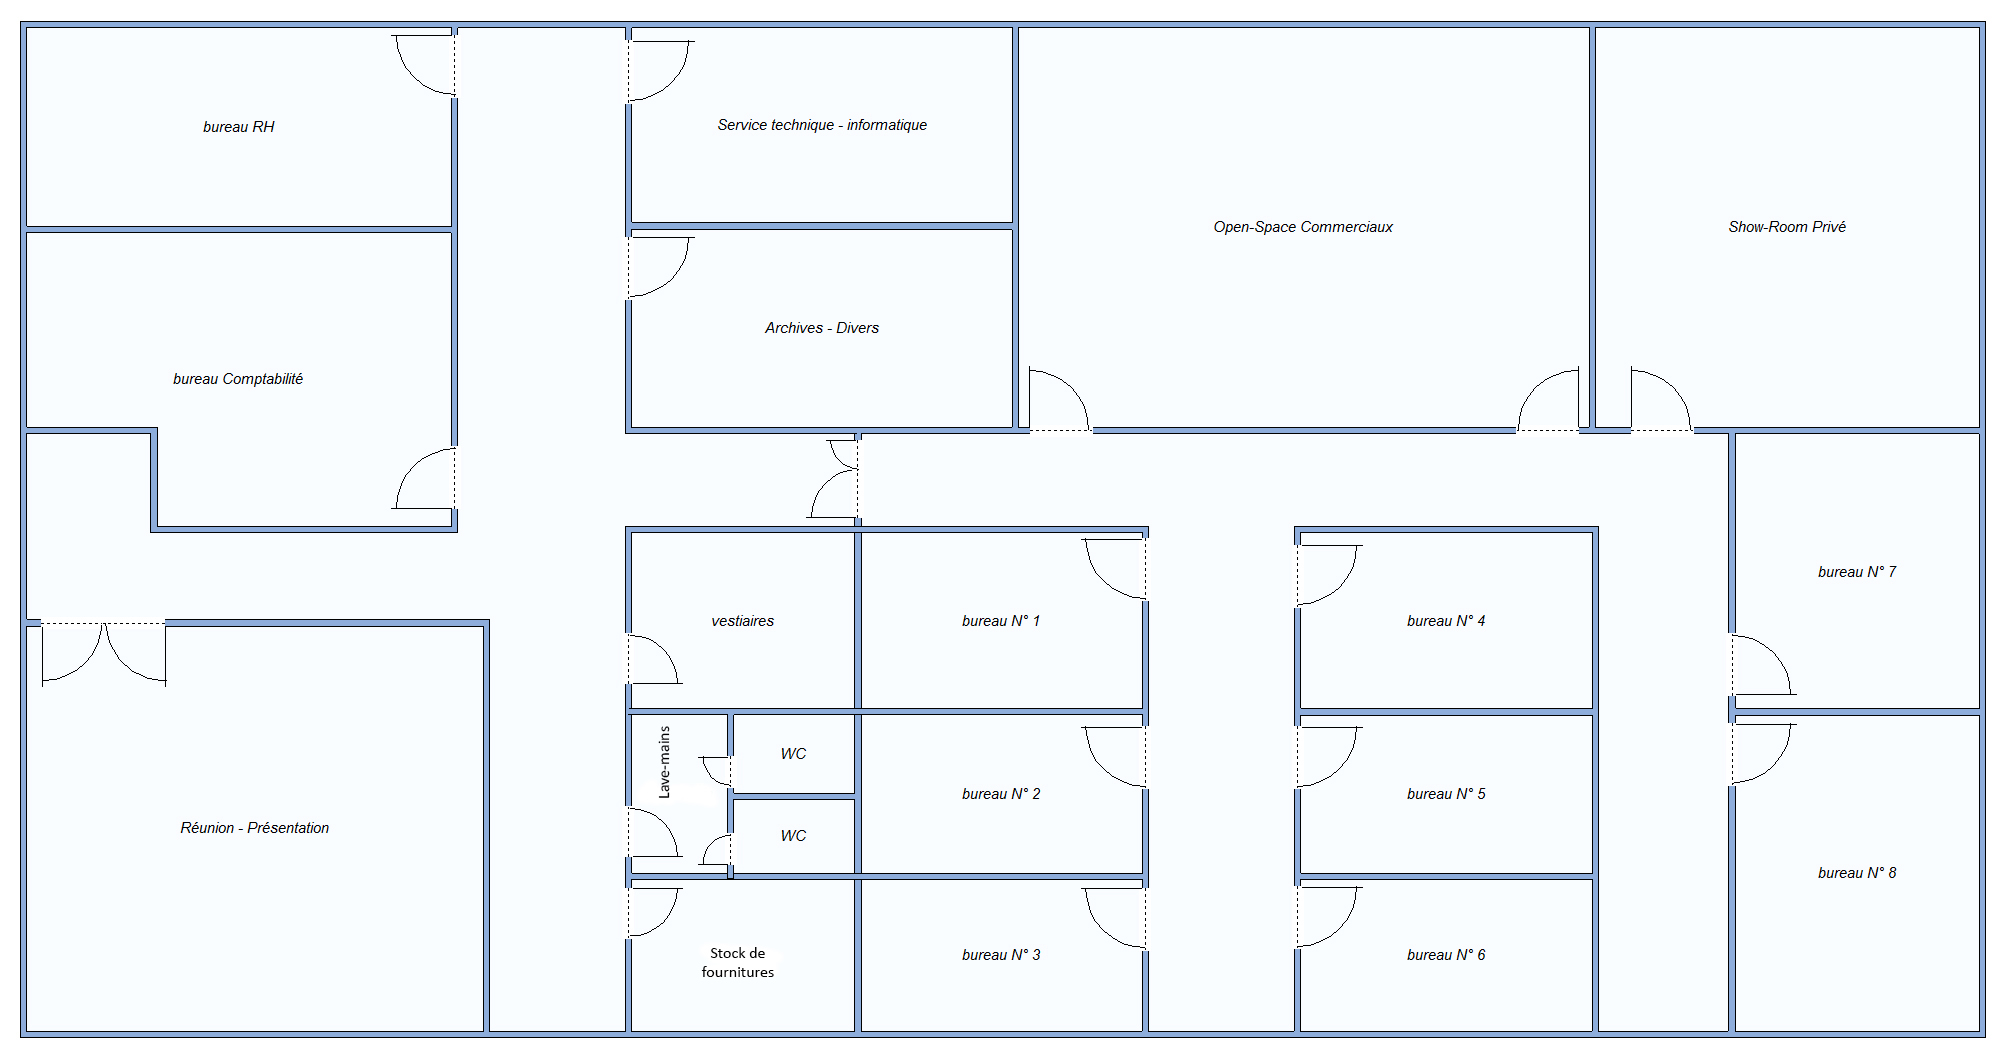 bureau RH
Service technique - informatique
Open-Space Commerciaux
Show-Room Privé
Archives - Divers
bureau Comptabilité
bureau N° 7
vestiaires
bureau N° 1
bureau N° 4
Lave-mains
WC
bureau N° 2
bureau N° 5
Réunion - Présentation
WC
bureau N° 8
Stock de
fournitures
bureau N° 3
bureau N° 6